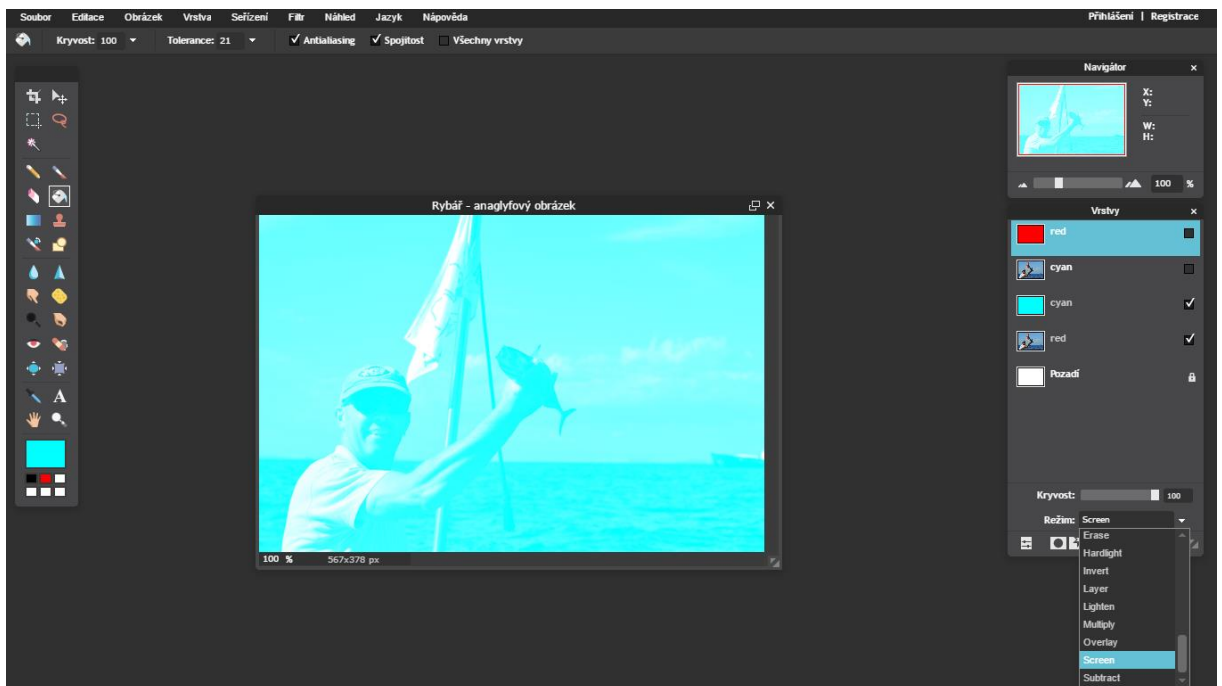 Soubor Editace Obrázek Vrstva Seřízení Filtr Náhled Jazyk Nápověda Přihlášení | Registrace
Kryvost: 100 Tolerance: 21 Antialiasing Spojitost Všechny vrstvy
Navigátor
X:
Y:
W:
H:
100 %
Rybář - anaglyfový obrázek
Vrstvy
red
cyan
cyan
red
Pozadí
Kryvost: 100
Režim: Screen
Erase
Hardlight
Invert
Layer
Lighten
Multiply
Overlay
Screen
Subtract
A
100 % 567x378 px